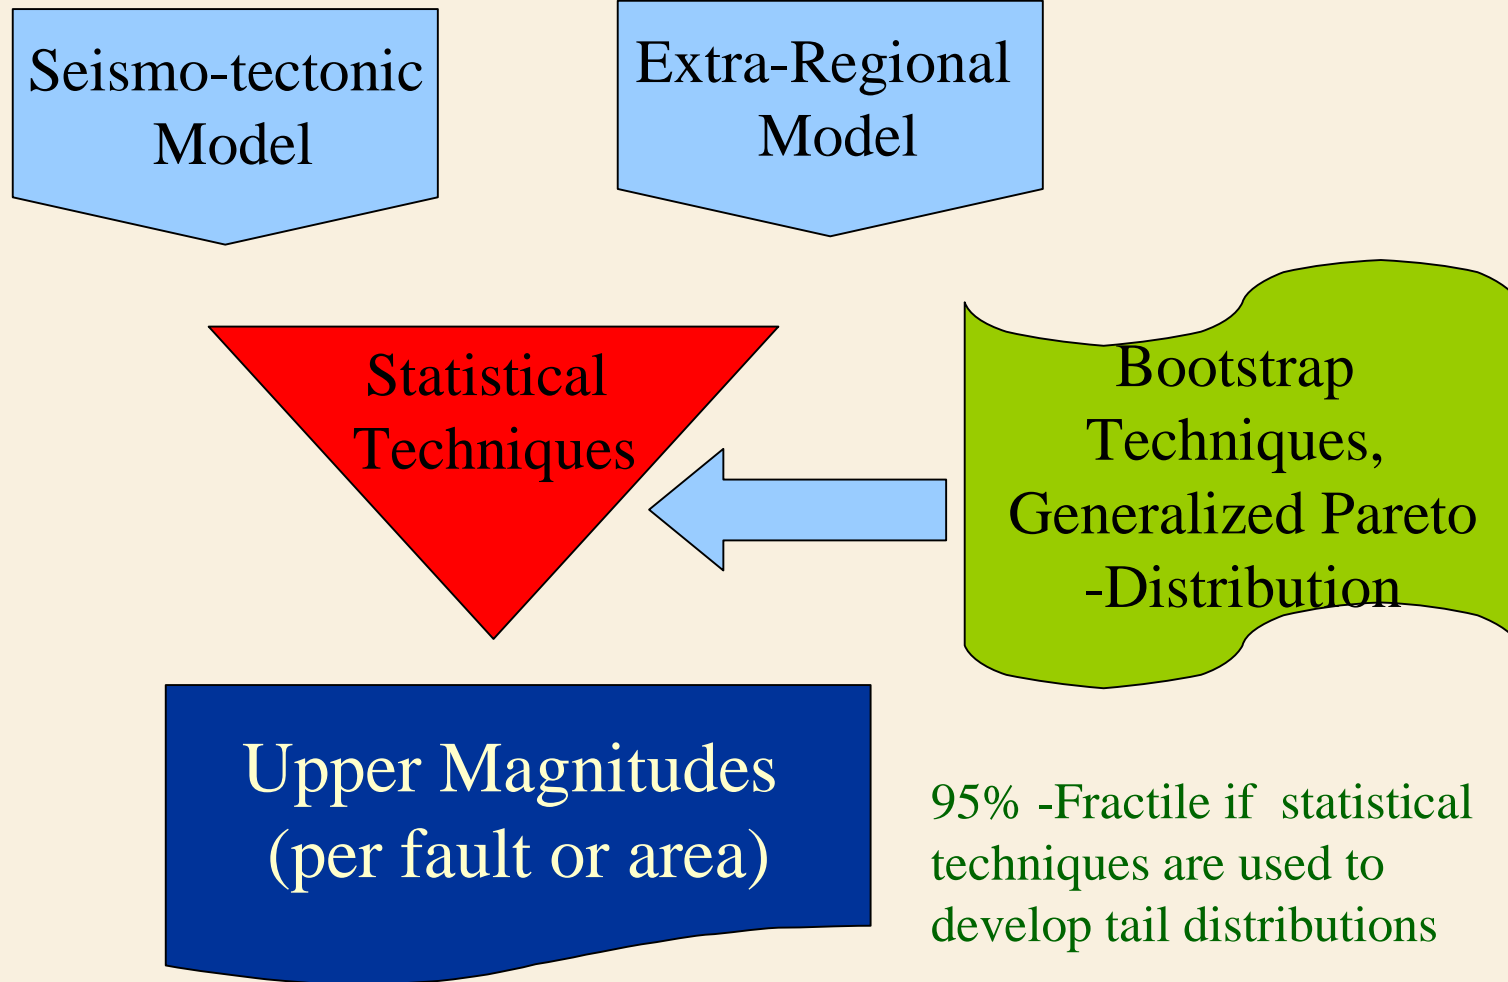 Seismo-tectonic
Model
Extra-Regional
Model
Statistical
Techniques
Bootstrap
Techniques,
Generalized Pareto
-Distribution
Upper Magnitudes
(per fault or area)
95% -Fractile if statistical
techniques are used to
develop tail distributions